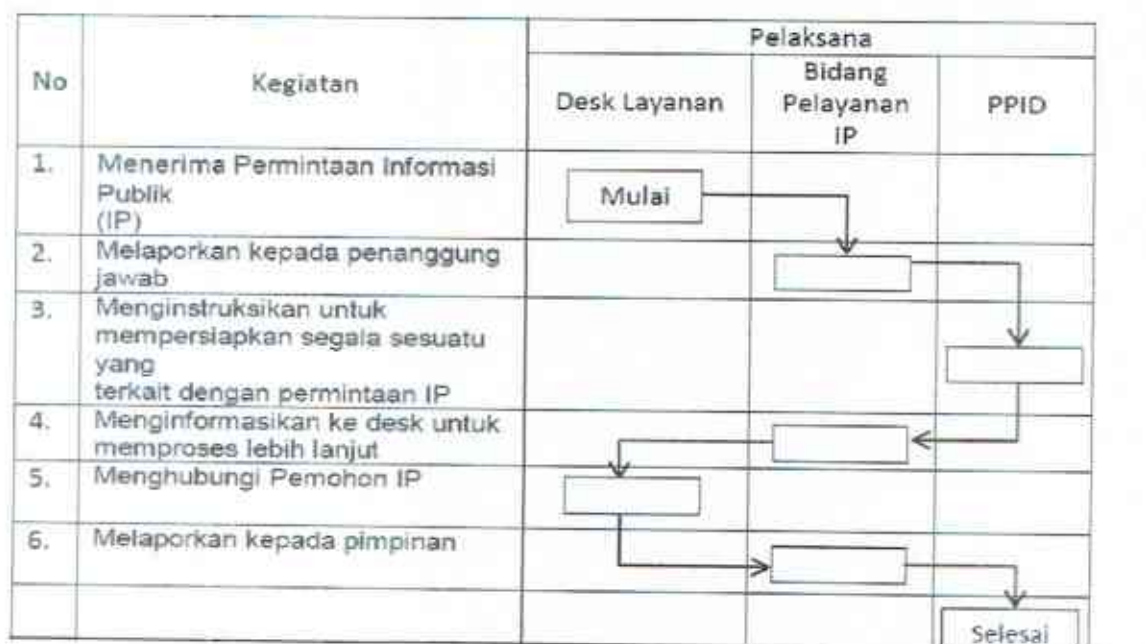 Pelaksana
No
Kegiatan
Desk Layanan
Bidang
Pelayanan
IP
PPID
1.
Menerima Permintaan Informasi
Publik
(IP)
Mulai
2.
Melaporkan kepada penanggung
jawab
3.
Menginstruksikan untuk
mempersiapkan segala sesuatu
yang
terkait dengan permintaan IP
4.
Menginformasikan ke desk untuk
memproses lebih lanjut
5.
Menghubungi Pemohon IP
6.
Melaporkan kepada pimpinan
Selesai